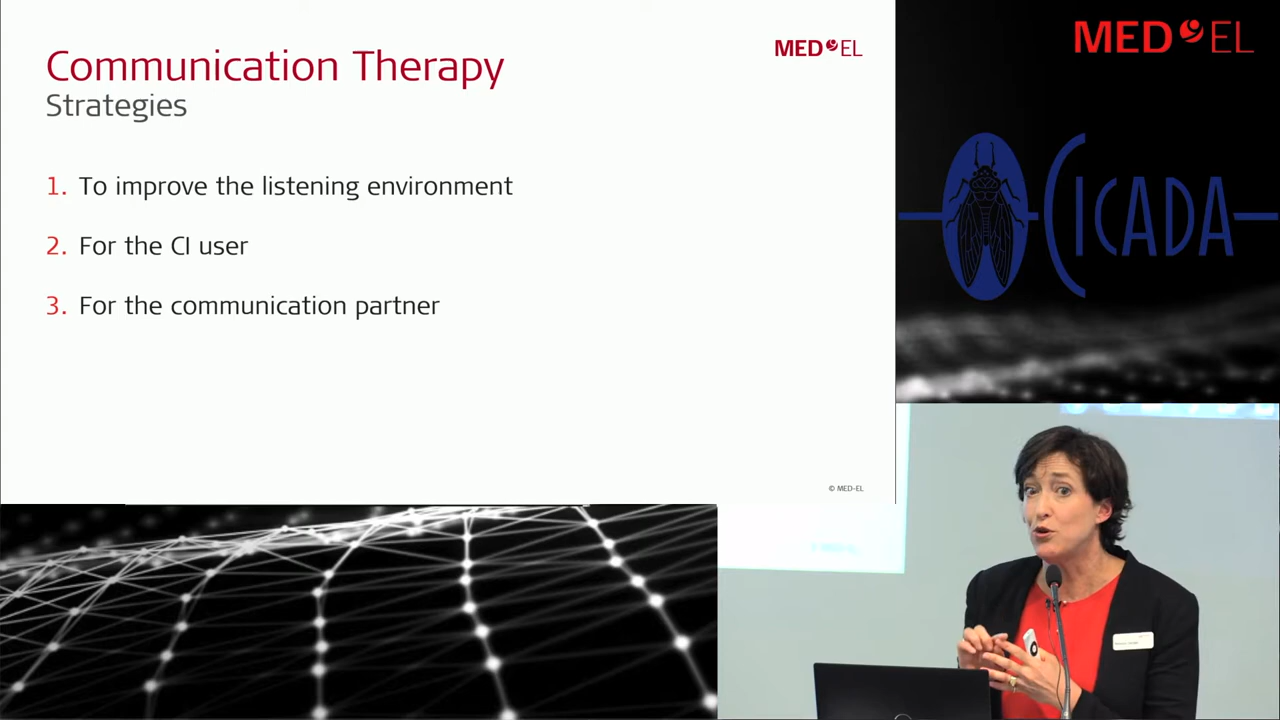 Communication Therapy
Strategies
MED EL
1. To improve the listening environment
2. For the CI user
3. For the communication partner
© MED-EL
MED EL
CICADA